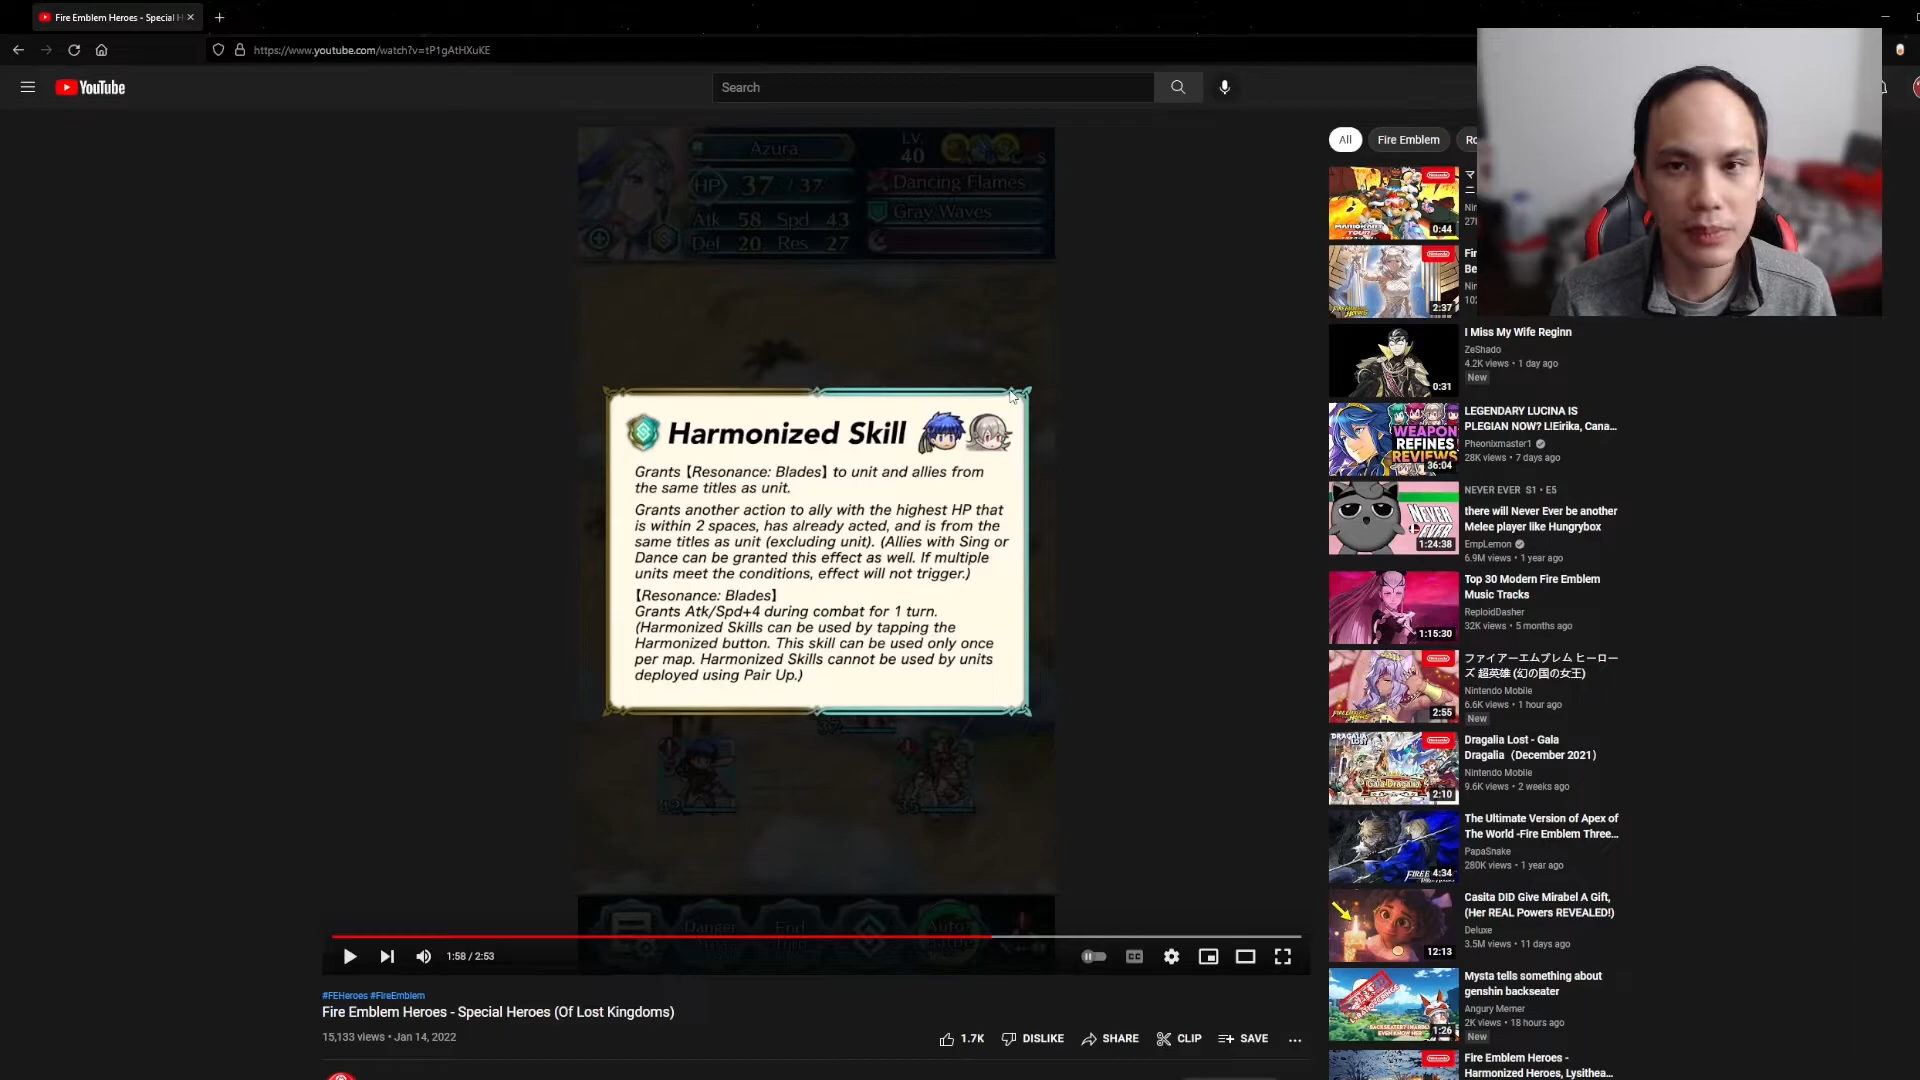 Fire Emblem Heroes - Special H
https://www.youtube.com/watch?v=tP1gAtHXuKE
YouTube
Search
Azura
LV.
40
HP 37 / 37
Atk 58 Spd 43
Def 20 Res 27
Dancing Flames
Gray Waves
S
Harmonized Skill
Grants【Resonance: Blades】to unit and allies from
the same titles as unit.
Grants another action to ally with the highest HP that
is within 2 spaces, has already acted, and is from the
same titles as unit (excluding unit). (Allies with Sing or
Dance can be granted this effect as well. If multiple
units meet the conditions, effect will not trigger.)
【Resonance: Blades】
Grants Atk/Spd+4 during combat for 1 turn.
(Harmonized Skills can be used by tapping the
Harmonized button. This skill can be used only once
per map. Harmonized Skills cannot be used by units
deployed using Pair Up.)
Danger
End
Auto
1:58 / 2:53
CC
#FEHeroes #FireEmblem
Fire Emblem Heroes - Special Heroes (Of Lost Kingdoms)
15,133 views • Jan 14, 2022
1.7K
DISLIKE
SHARE
CLIP
SAVE
All
Fire Emblem
0:44
2:37
I Miss My Wife Reginn
ZeShado
4.2K views • 1 day ago
New
0:31
LEGENDARY LUCINA IS
PLEGIAN NOW? L!Eirika, Cana...
Pheonixmaster1
28K views • 7 days ago
WEAPON
REFINES
REVIEWS
36:04
NEVER EVER S1 • E5
there will Never Ever be another
Melee player like Hungrybox
EmpLemon
6.9M views • 1 year ago
NEVER
EVER
1:24:38
Top 30 Modern Fire Emblem
Music Tracks
ReploidDasher
32K views • 5 months ago
1:15:30
ファイアーエムブレム ヒーロー
ズ 超英雄 (幻の国の女王)
Nintendo Mobile
6.6K views • 1 hour ago
New
2:55
Dragalia Lost - Gala
Dragalia（December 2021）
Nintendo Mobile
9.6K views • 2 weeks ago
DRAGALIA
LOST
Gala Dragalia
2:10
The Ultimate Version of Apex of
The World -Fire Emblem Three...
PapaSnake
280K views • 1 year ago
4:34
Casita DID Give Mirabel A Gift,
(Her REAL Powers REVEALED!)
Deluxe
3.5M views • 11 days ago
12:13
Mysta tells something about
genshin backseater
Angury Memer
2K views • 18 hours ago
New
1:26
Fire Emblem Heroes -
Harmonized Heroes, Lysithea...